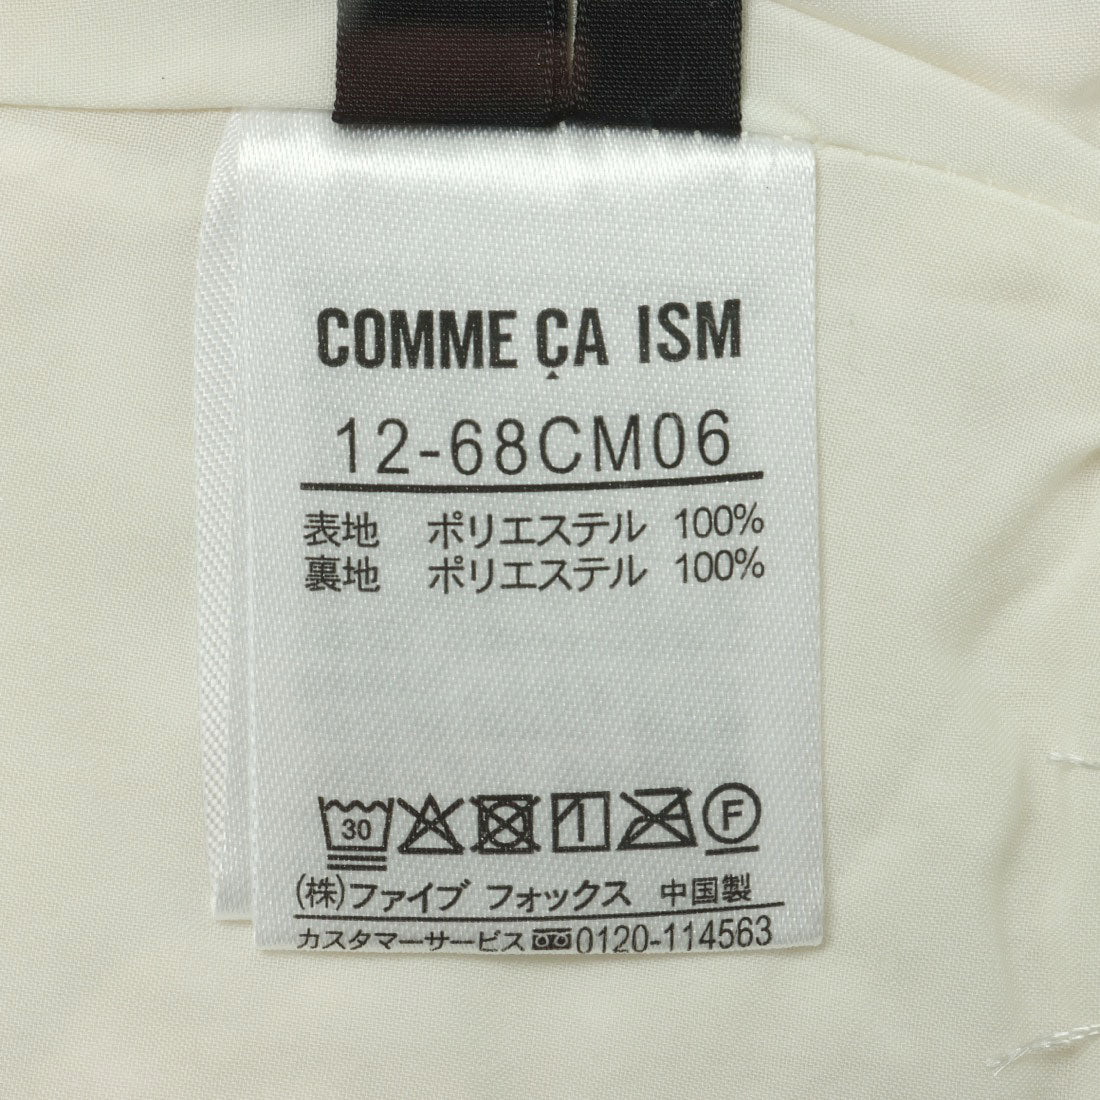 COMME ÇA ISM
12-68CM06
表地 ポリエステル 100%
裏地 ポリエステル 100%
30 F
(株)ファイブ フォックス 中国製
カスタマーサービス 0120-114563